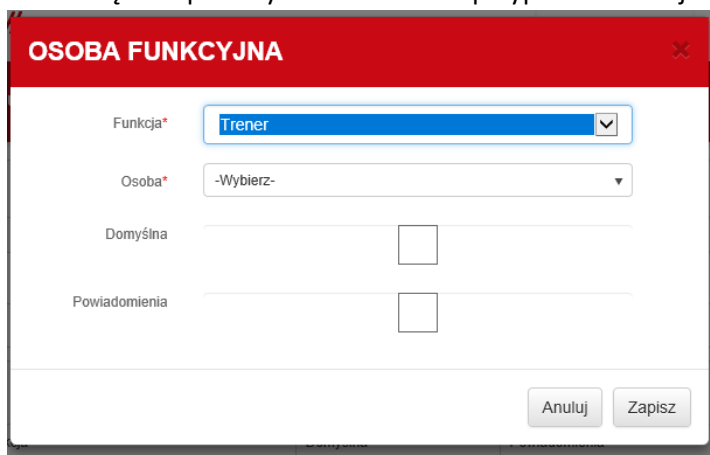 OSOBA FUNKCYJNA
Funkcja* Trener
Osoba* -Wybierz-
Domyślna
Powiadomienia
Anuluj Zapisz